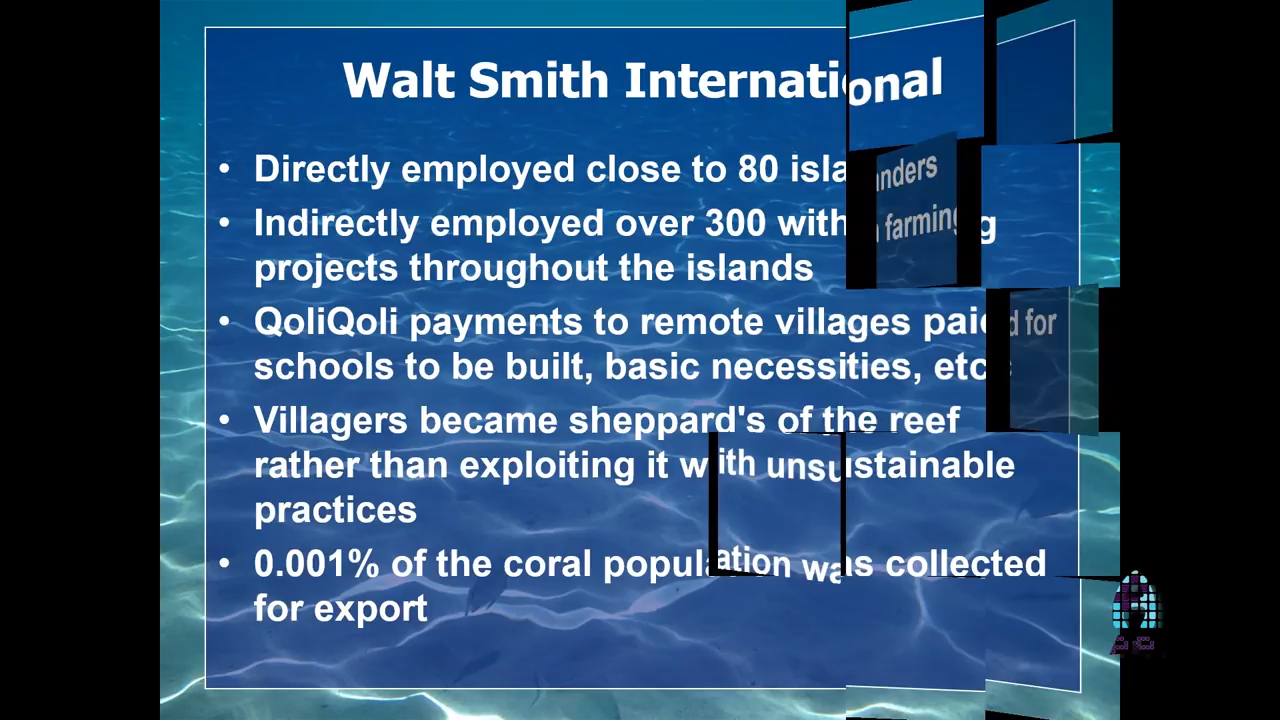 Walt Smith International
• Directly employed close to 80 islanders
• Indirectly employed over 300 with farming
projects throughout the islands
• QoliQoli payments to remote villages paid for
schools to be built, basic necessities, etc
• Villagers became sheppard's of the reef
rather than exploiting it with unsustainable
practices
• 0.001% of the coral population was collected
for export